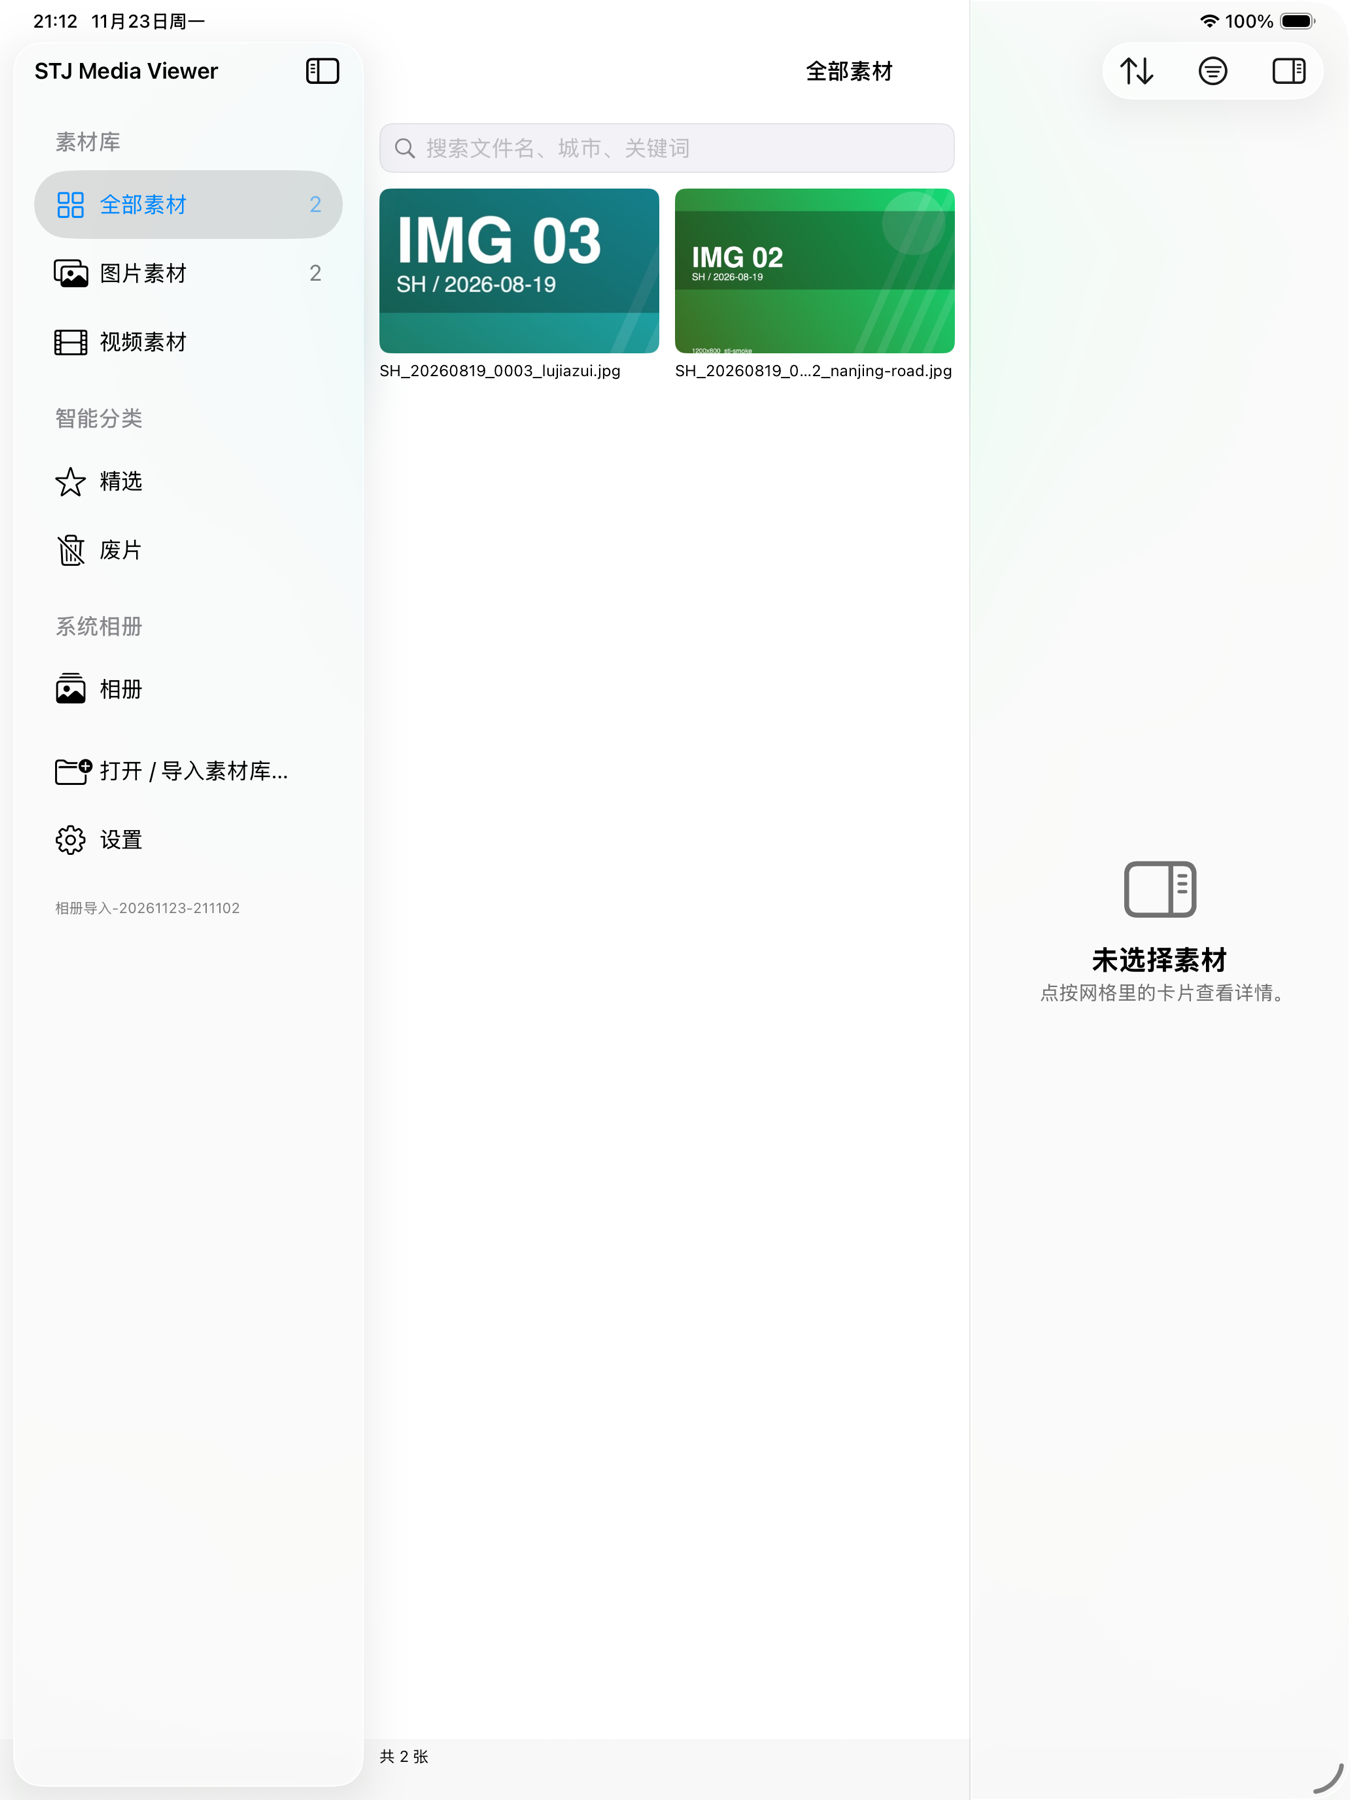 21:12 11月23日周一
100%
STJ Media Viewer
素材库
全部素材 2
图片素材 2
视频素材
智能分类
精选
废片
系统相册
相册
打开 / 导入素材库...
设置
相册导入-20261123-211102
全部素材
搜索文件名、城市、关键词
IMG 03
SH / 2026-08-19
SH_20260819_0003_lujiazui.jpg
IMG 02
SH / 2026-08-19
1200x800 stj-smoke
SH_20260819_0...2_nanjing-road.jpg
共 2 张
未选择素材
点按网格里的卡片查看详情。